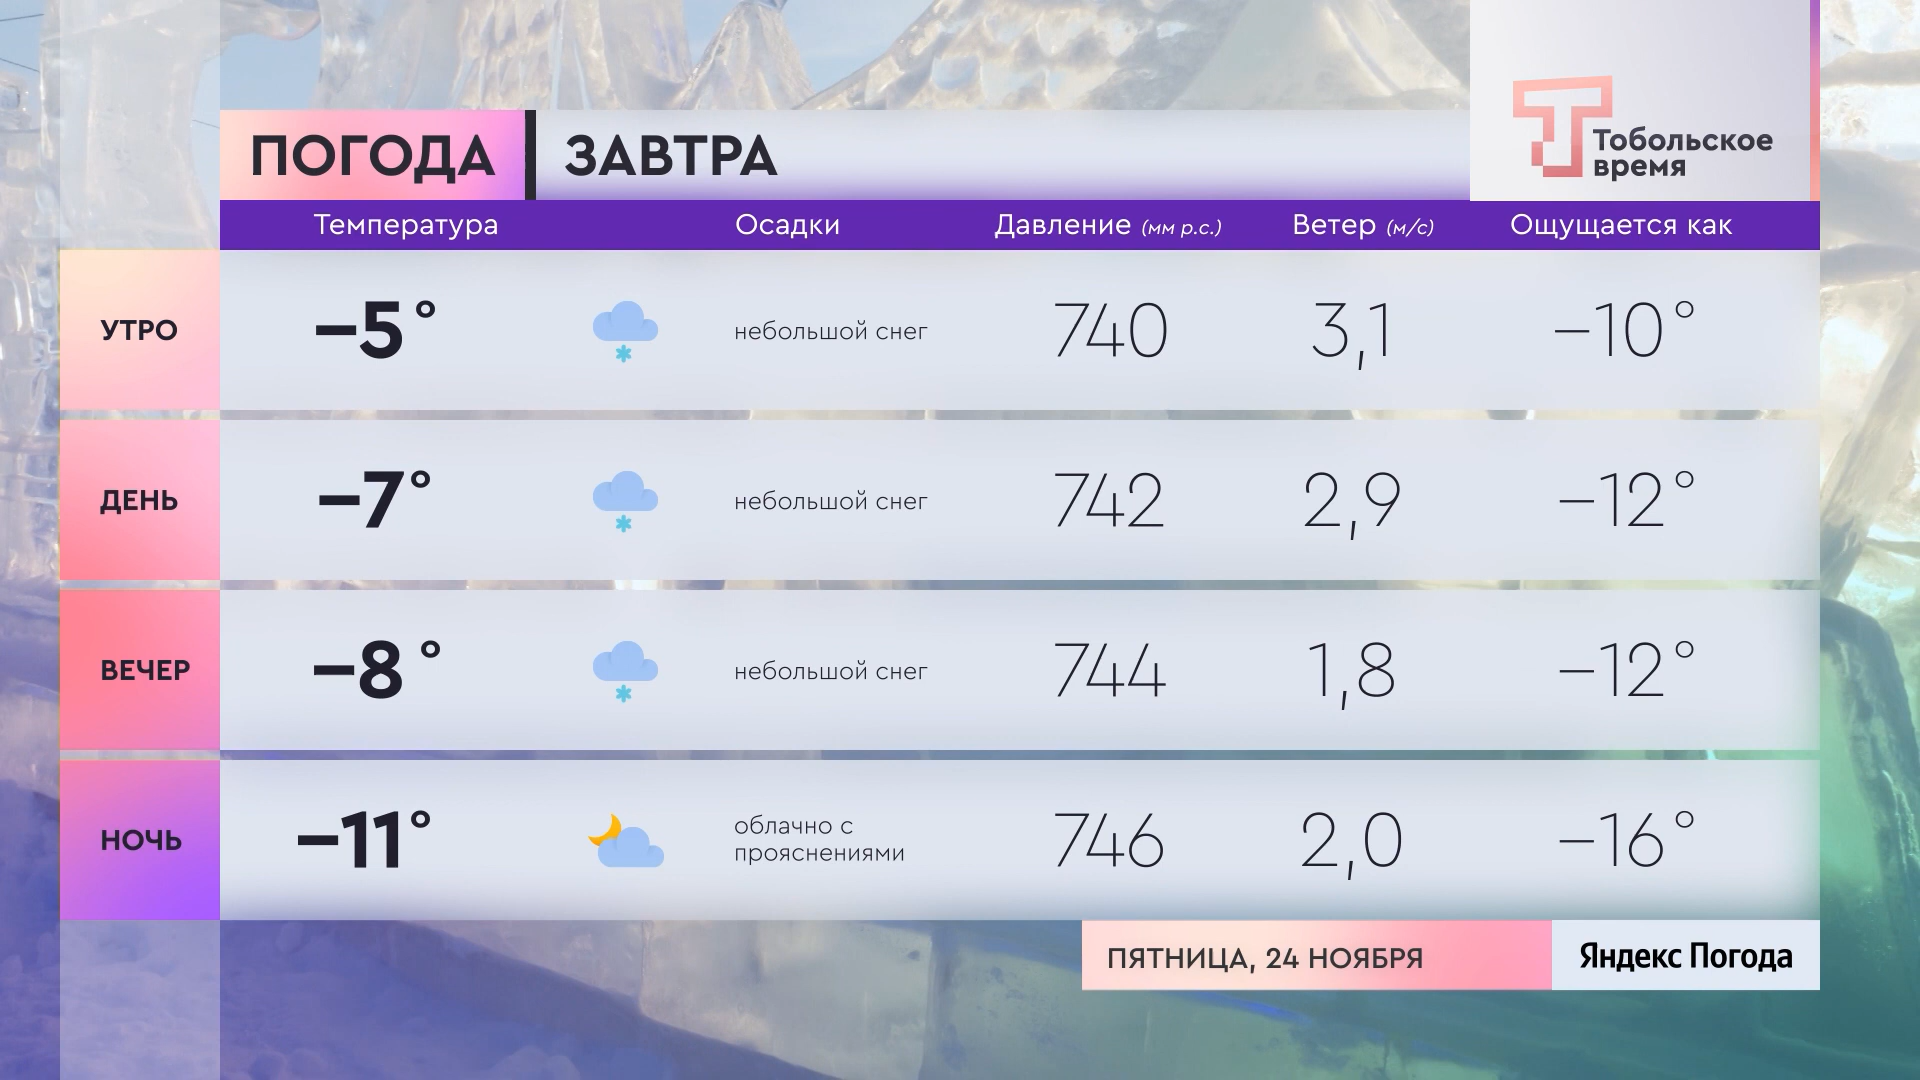 ПОГОДА ЗАВТРА
Тобольское
время
Температура Осадки Давление (мм р.с.) Ветер (м/с) Ощущается как
УТРО −5° небольшой снег 740 3,1 −10°
ДЕНЬ −7° небольшой снег 742 2,9 −12°
ВЕЧЕР −8° небольшой снег 744 1,8 −12°
НОЧЬ −11° облачно с
прояснениями 746 2,0 −16°
ПЯТНИЦА, 24 НОЯБРЯ Яндекс Погода